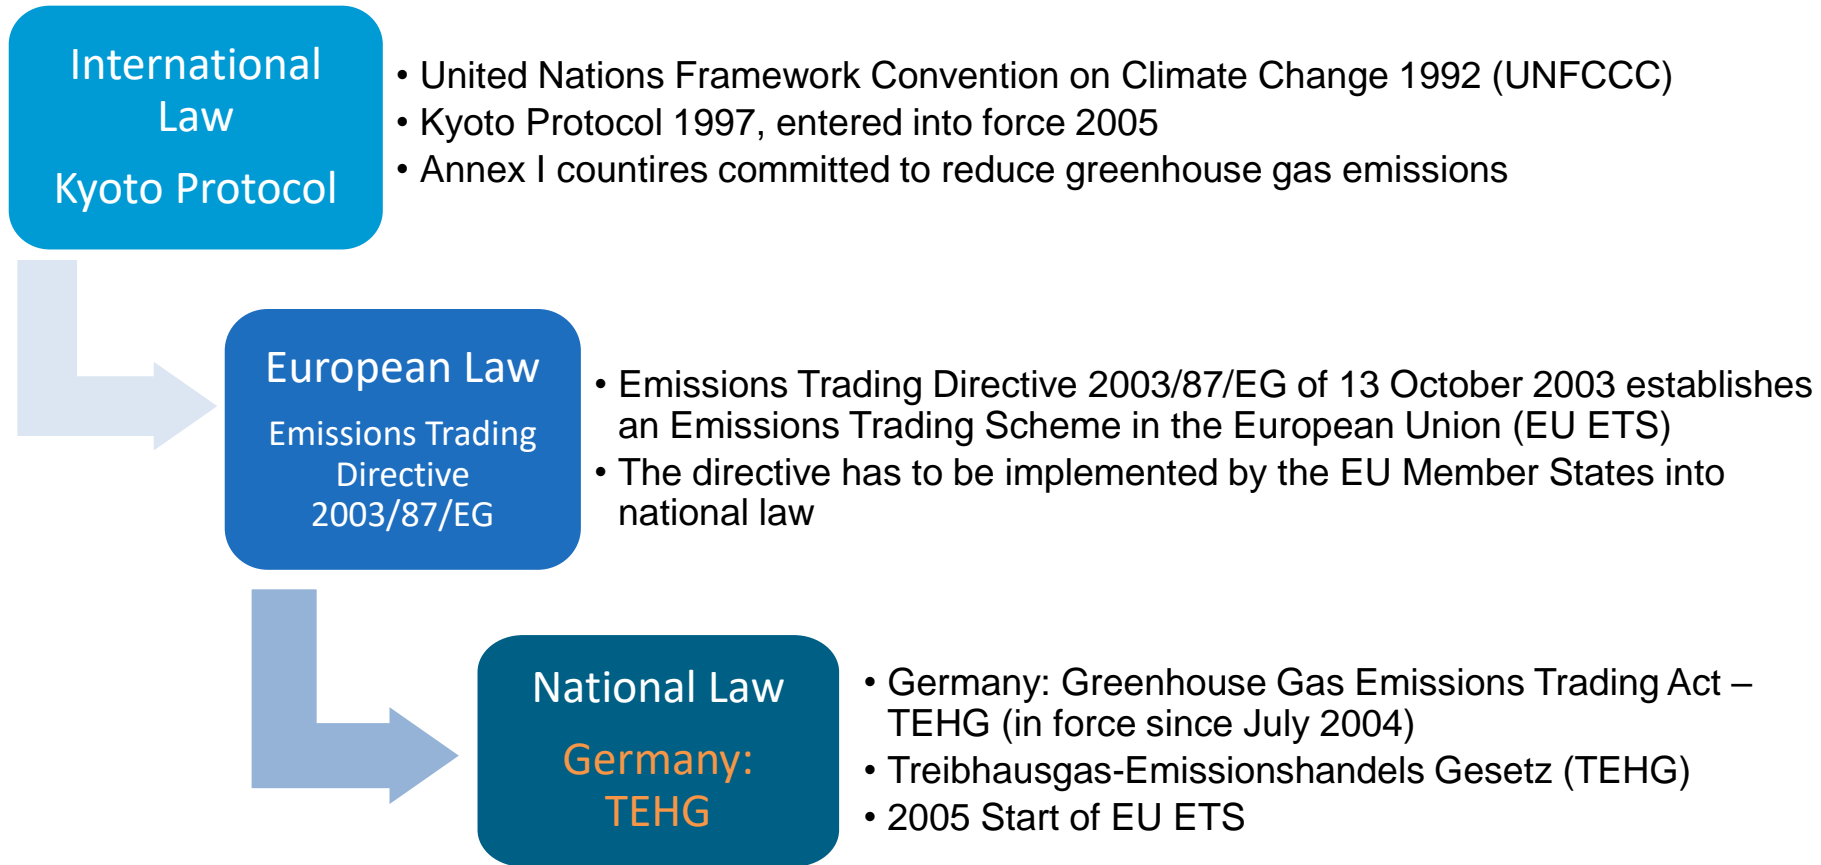 International
Law
Kyoto Protocol
• United Nations Framework Convention on Climate Change 1992 (UNFCCC)
• Kyoto Protocol 1997, entered into force 2005
• Annex I countires committed to reduce greenhouse gas emissions
European Law
Emissions Trading
Directive
2003/87/EG
• Emissions Trading Directive 2003/87/EG of 13 October 2003 establishes
an Emissions Trading Scheme in the European Union (EU ETS)
• The directive has to be implemented by the EU Member States into
national law
National Law
Germany:
TEHG
• Germany: Greenhouse Gas Emissions Trading Act –
TEHG (in force since July 2004)
• Treibhausgas-Emissionshandels Gesetz (TEHG)
• 2005 Start of EU ETS